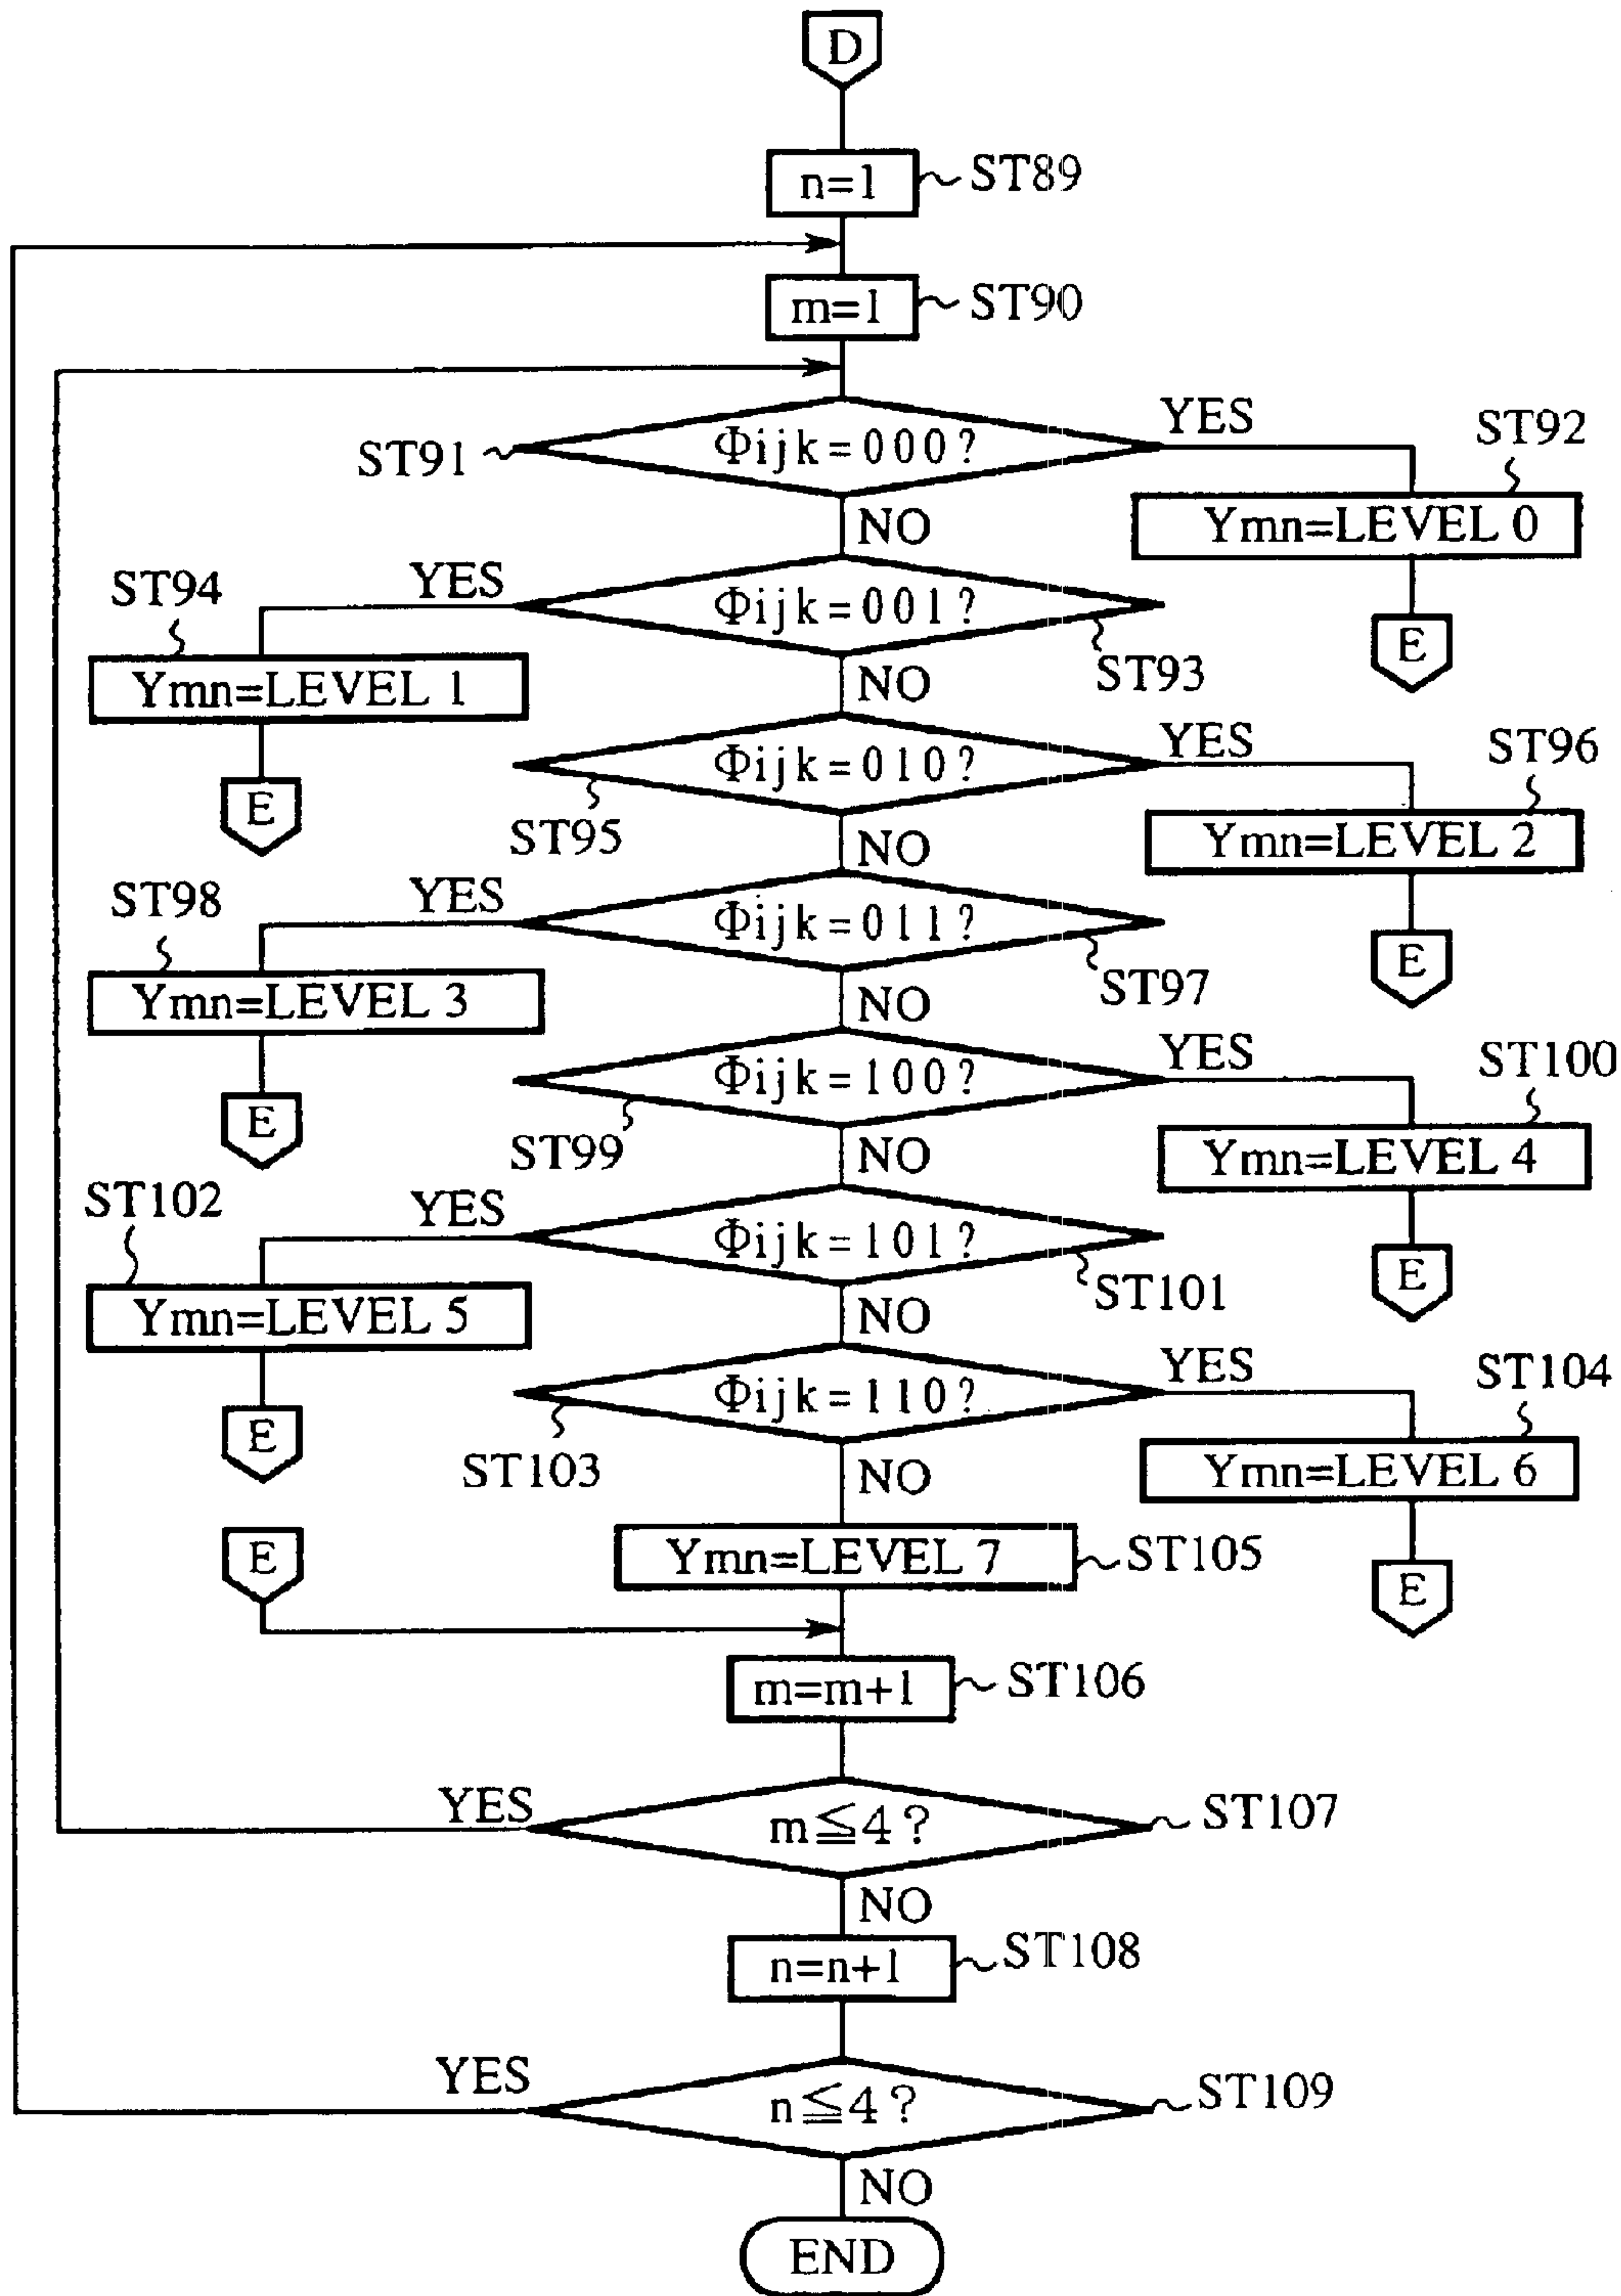 D
n=1
ST89
m=1
ST90
ST91
Φijk=000?
YES
ST92
Ymn=LEVEL 0
E
NO
ST94
YES
Φijk=001?
ST93
Ymn=LEVEL 1
E
NO
Φijk=010?
ST95
YES
ST96
Ymn=LEVEL 2
E
NO
ST98
YES
Φijk=011?
ST97
Ymn=LEVEL 3
E
NO
Φijk=100?
ST99
YES
ST100
Ymn=LEVEL 4
E
NO
ST102
YES
Φijk=101?
ST101
Ymn=LEVEL 5
E
NO
Φijk=110?
ST103
YES
ST104
Ymn=LEVEL 6
E
NO
E
Ymn=LEVEL 7
ST105
m=m+1
ST106
YES
m≦4?
ST107
NO
n=n+1
ST108
YES
n≦4?
ST109
NO
END